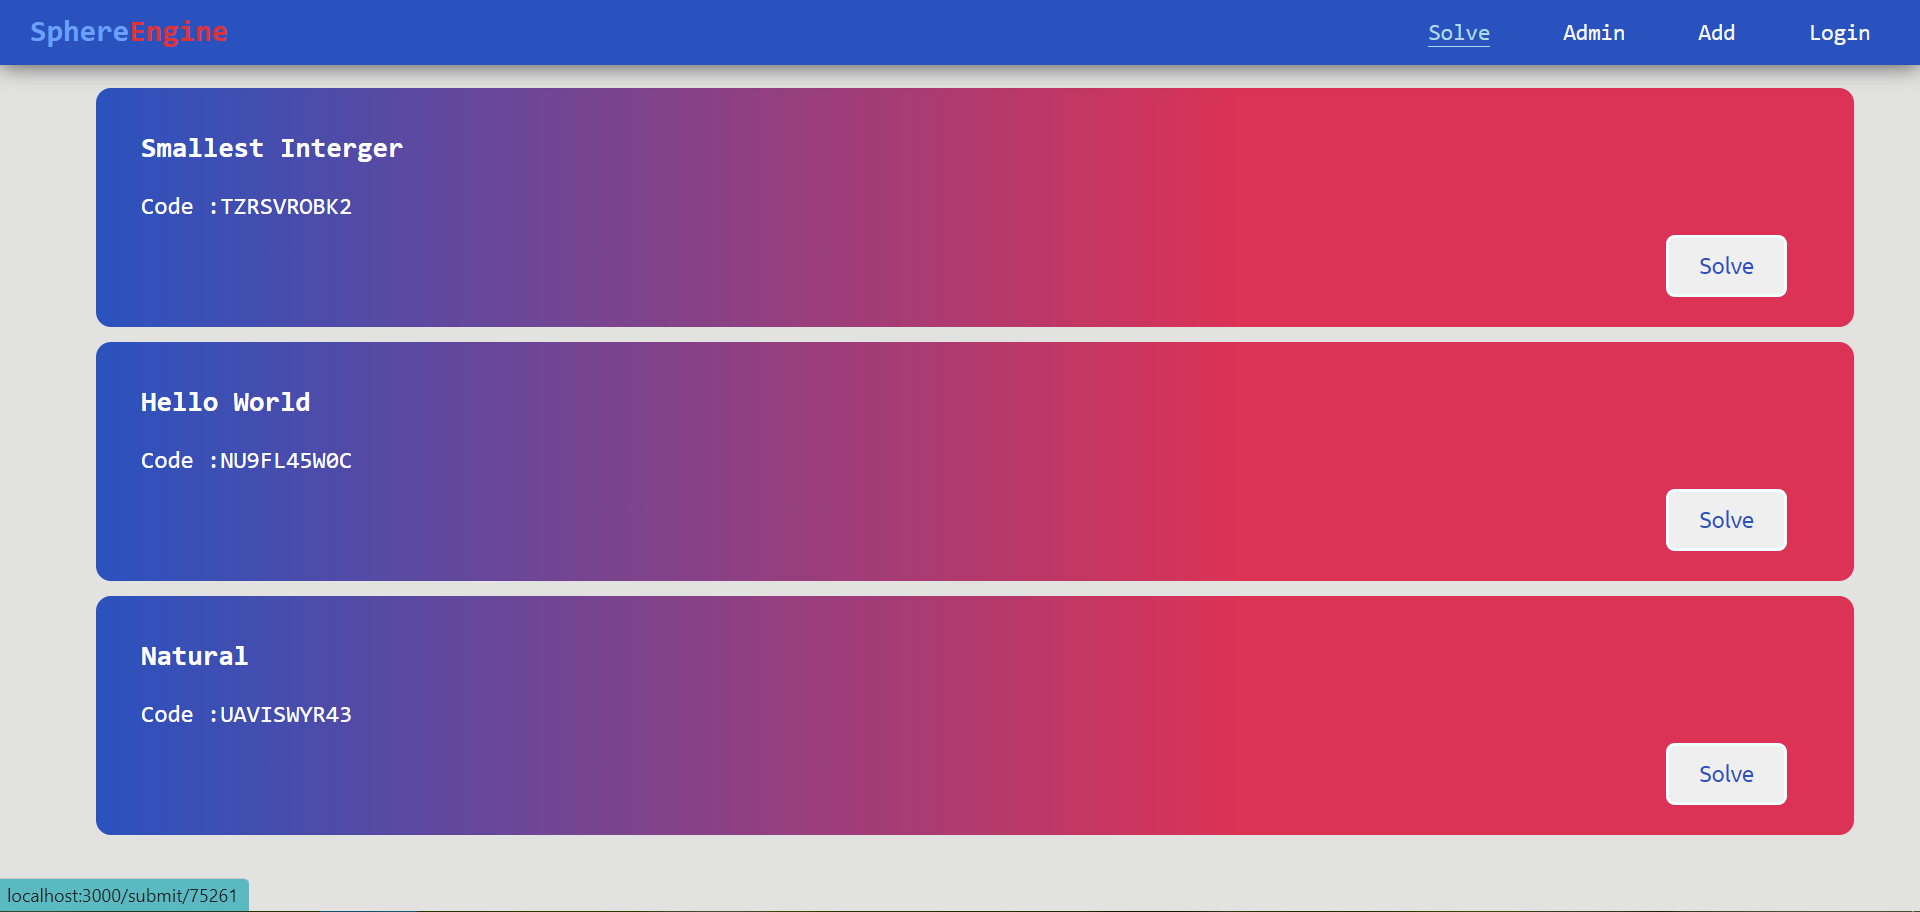 SphereEngine Solve Admin Add Login
Smallest Interger
Code :TZRSVROBK2
Solve
Hello World
Code :NU9FL45W0C
Solve
Natural
Code :UAVISWYR43
Solve
localhost:3000/submit/75261